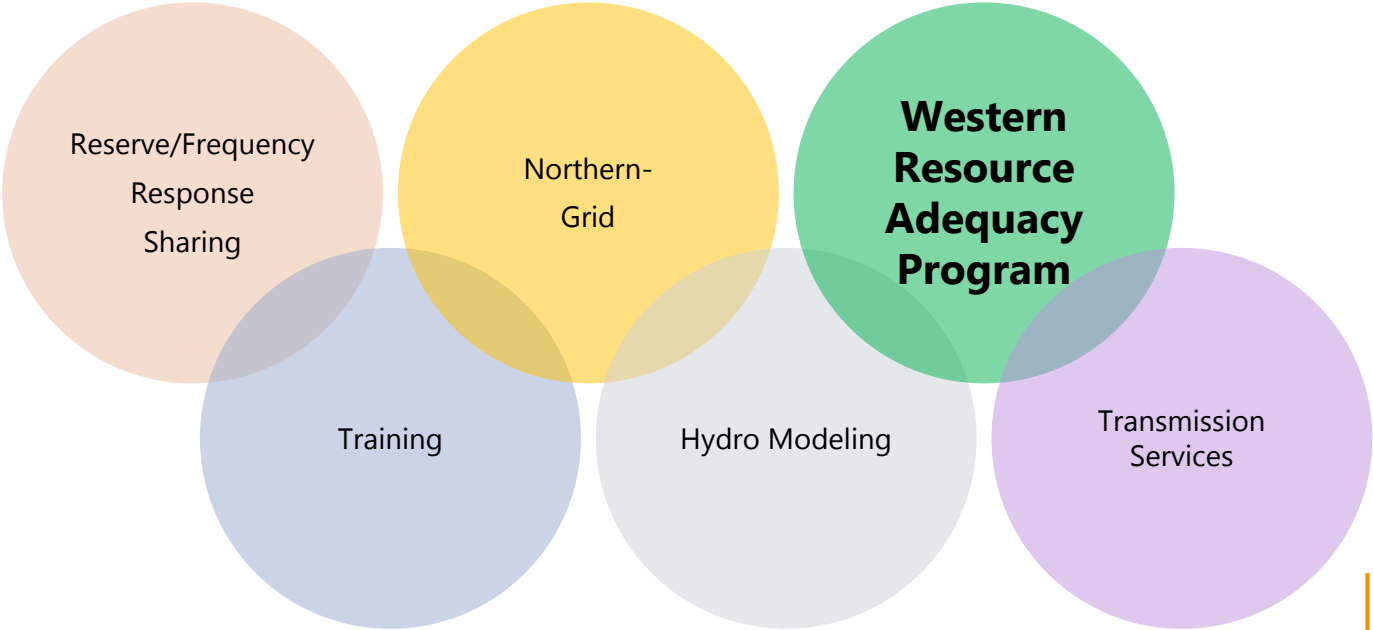 Reserve/Frequency
Response
Sharing
Northern-
Grid
Western
Resource
Adequacy
Program
Training
Hydro Modeling
Transmission
Services